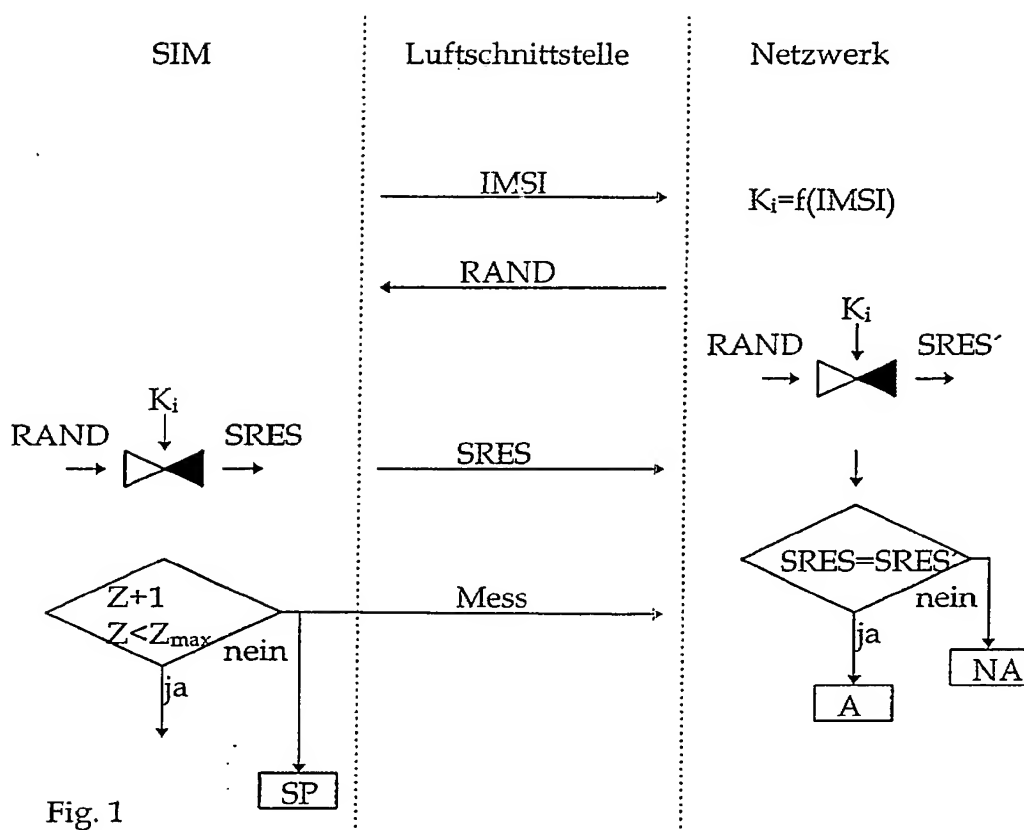 SIM
Luftschnittstelle
Netzwerk
IMSI
Ki=f(IMSI)
RAND
Ki
RAND
SRES´
Ki
RAND
SRES
SRES
SRES=SRES´
nein
ja
NA
A
Z+1
Z<Zmax
nein
ja
Mess
SP
Fig. 1